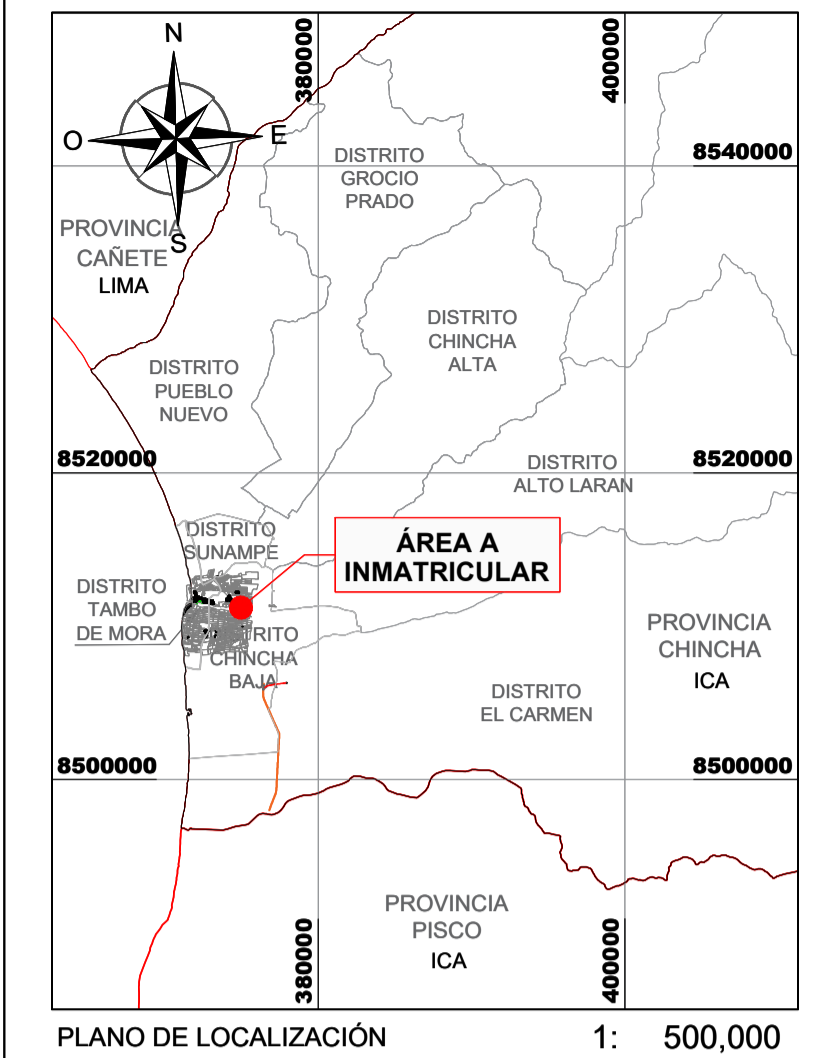 N
O
E
S
380000
400000
8540000
DISTRITO
GROCIO
PRADO
PROVINCIA
CAÑETE
LIMA
DISTRITO
CHINCHA
ALTA
DISTRITO
PUEBLO
NUEVO
8520000
8520000
DISTRITO
ALTO LARAN
DISTRITO
SUNAMPE
ÁREA A
INMATRICULAR
DISTRITO
TAMBO
DE MORA
RITO
CHINCHA
BAJA
PROVINCIA
CHINCHA
ICA
DISTRITO
EL CARMEN
8500000
8500000
PROVINCIA
PISCO
ICA
380000
400000
PLANO DE LOCALIZACIÓN
1: 500,000